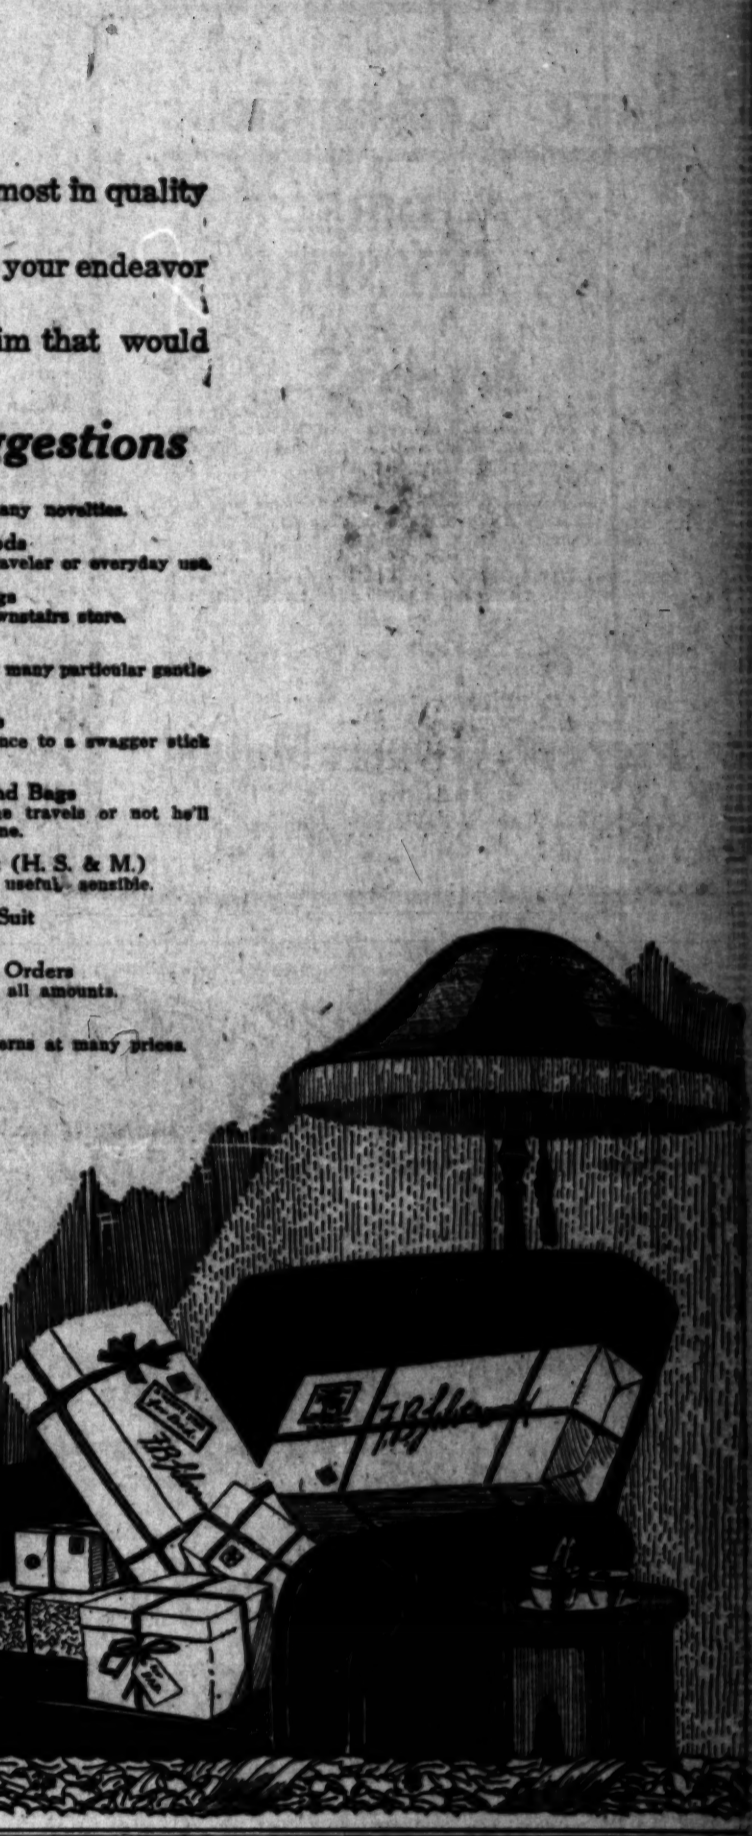 most in quality
your endeavor
im that would
ggestions
any novelties.
ods
aveler or everyday use.
gs
wnstairs store.
many particular gentle-
s
nce to a swagger stick
nd Bags
e travels or not he'll
ne.
(H. S. & M.)
useful, sensible.
Suit
Orders
all amounts.
erns at many prices.
For Dad